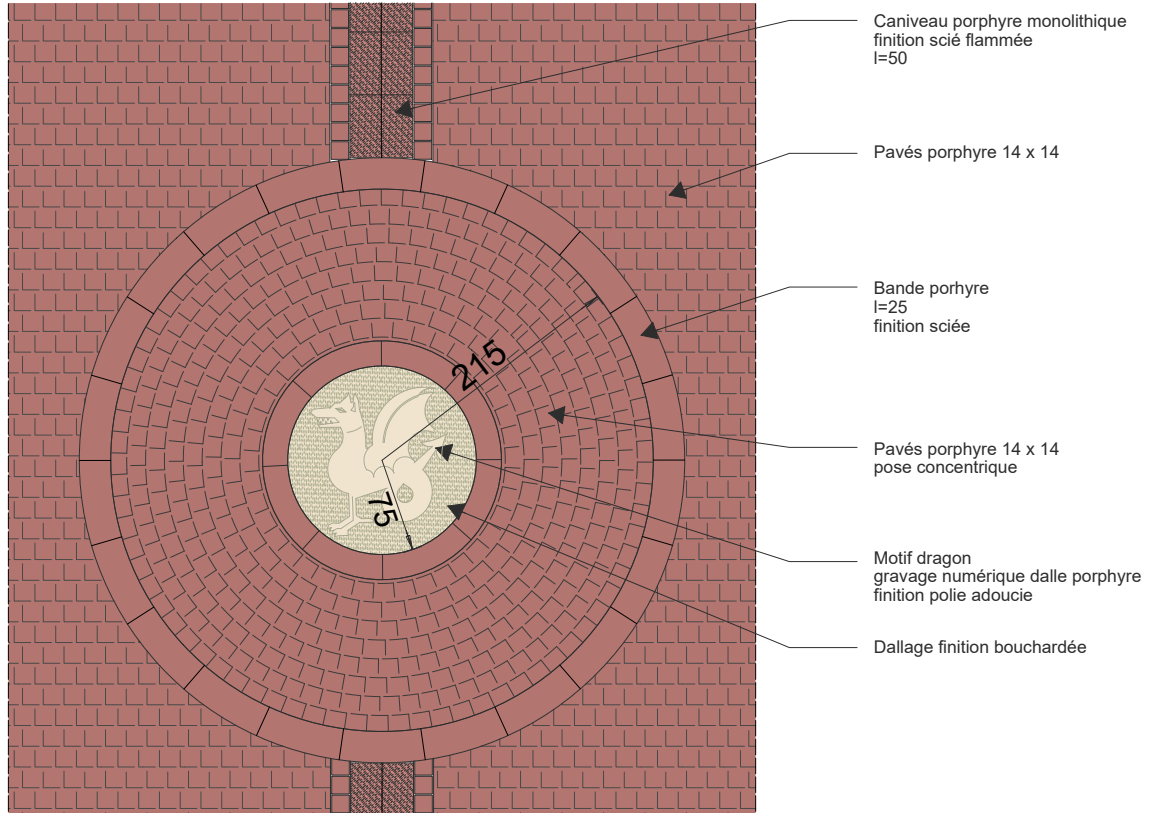 Caniveau porphyre monolithique
finition scié flammée
l=50
Pavés porphyre 14 x 14
Bande porhyre
l=25
finition sciée
215
Pavés porphyre 14 x 14
pose concentrique
75
Motif dragon
gravage numérique dalle porphyre
finition polie adoucie
Dallage finition bouchardée